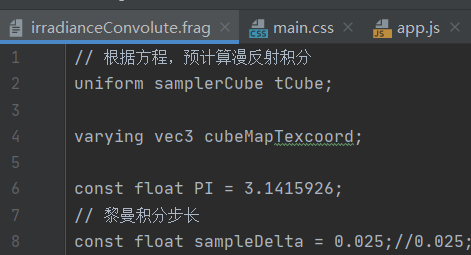 irradianceConvolute.frag × main.css × app.js
1 // 根据方程，预计算漫反射积分
2 uniform samplerCube tCube;
3
4 varying vec3 cubeMapTexcoord;
5
6 const float PI = 3.1415926;
7 // 黎曼积分步长
8 const float sampleDelta = 0.025;//0.025;